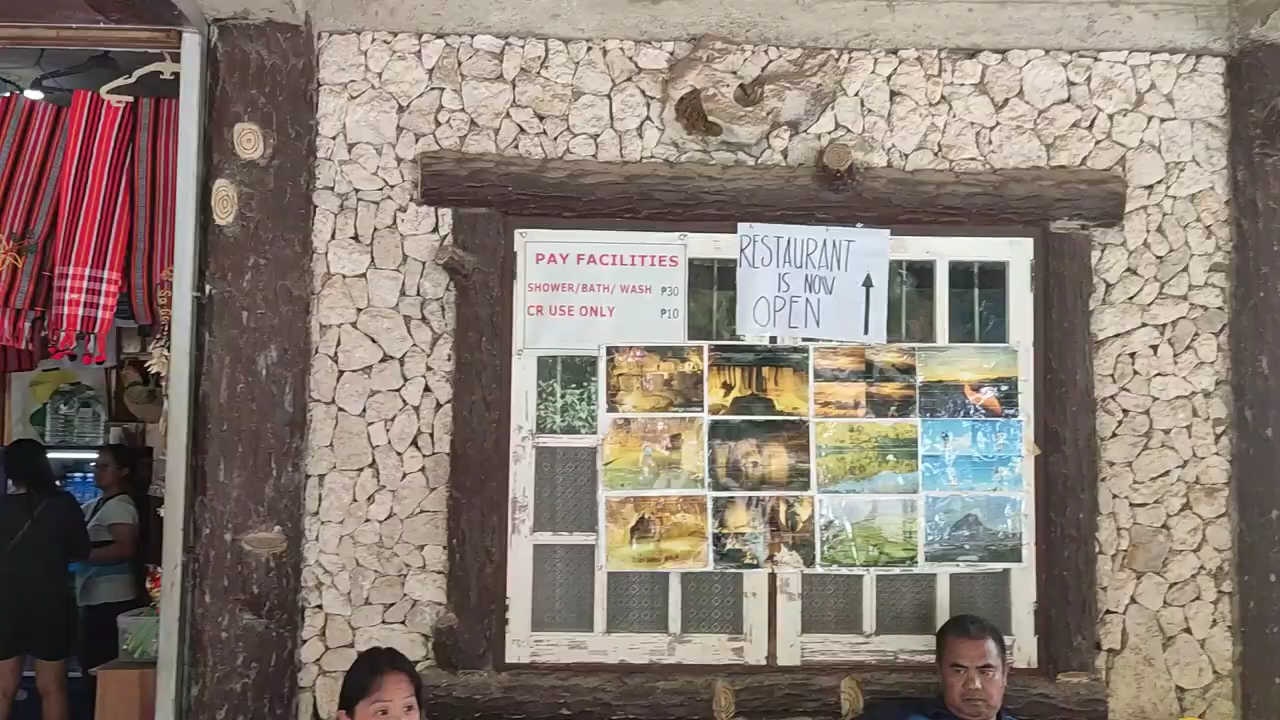 PAY FACILITIES
SHOWER/BATH/ WASH ₱30
CR USE ONLY ₱10
RESTAURANT
IS NOW
OPEN